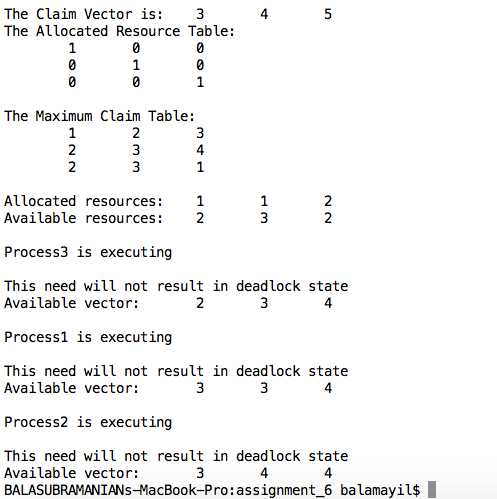 The Claim Vector is: 3 4 5
The Allocated Resource Table:
1 0 0
0 1 0
0 0 1
The Maximum Claim Table:
1 2 3
2 3 4
2 3 1
Allocated resources: 1 1 2
Available resources: 2 3 2
Process3 is executing
This need will not result in deadlock state
Available vector: 2 3 4
Process1 is executing
This need will not result in deadlock state
Available vector: 3 3 4
Process2 is executing
This need will not result in deadlock state
Available vector: 3 4 4
BALASUBRAMANIANs-MacBook-Pro:assignment_6 balamayil$